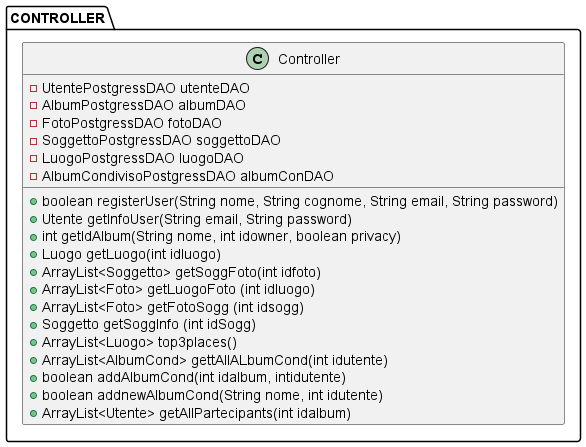 CONTROLLER
C Controller
UtentePostgressDAO utenteDAO
AlbumPostgressDAO albumDAO
FotoPostgressDAO fotoDAO
SoggettoPostgressDAO soggettoDAO
LuogoPostgressDAO luogoDAO
AlbumCondivisoPostgressDAO albumConDAO
boolean registerUser(String nome, String cognome, String email, String password)
Utente getInfoUser(String email, String password)
int getIdAlbum(String nome, int idowner, boolean privacy)
Luogo getLuogo(int idluogo)
ArrayList<Soggetto> getSoggFoto(int idfoto)
ArrayList<Foto> getLuogoFoto (int idluogo)
ArrayList<Foto> getFotoSogg (int idsogg)
Soggetto getSoggInfo (int idSogg)
ArrayList<Luogo> top3places()
ArrayList<AlbumCond> gettAllALbumCond(int idutente)
boolean addAlbumCond(int idalbum, intidutente)
boolean addnewAlbumCond(String nome, int idutente)
ArrayList<Utente> getAllPartecipants(int idalbum)